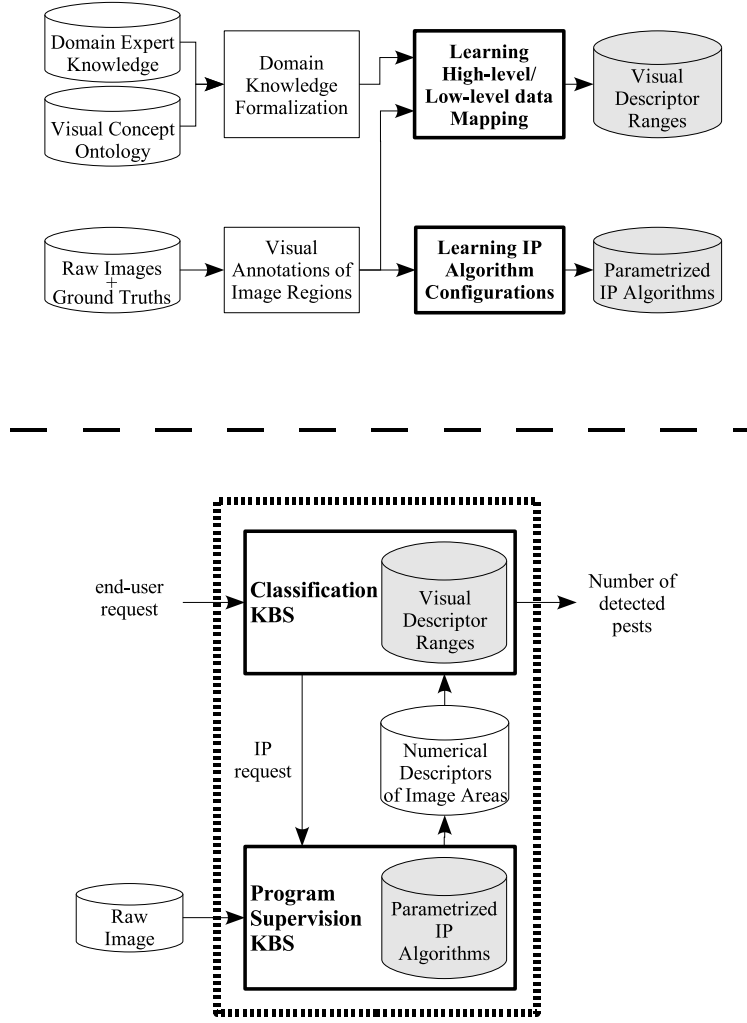 Domain Expert
Knowledge
Visual Concept
Ontology
Domain
Knowledge
Formalization
Learning
High-level/
Low-level data
Mapping
Visual
Descriptor
Ranges
Raw Images
+
Ground Truths
Visual
Annotations of
Image Regions
Learning IP
Algorithm
Configurations
Parametrized
IP Algorithms
end-user
request
Classification
KBS
Visual
Descriptor
Ranges
Number of
detected
pests
IP
request
Numerical
Descriptors
of Image Areas
Raw
Image
Program
Supervision
KBS
Parametrized
IP
Algorithms